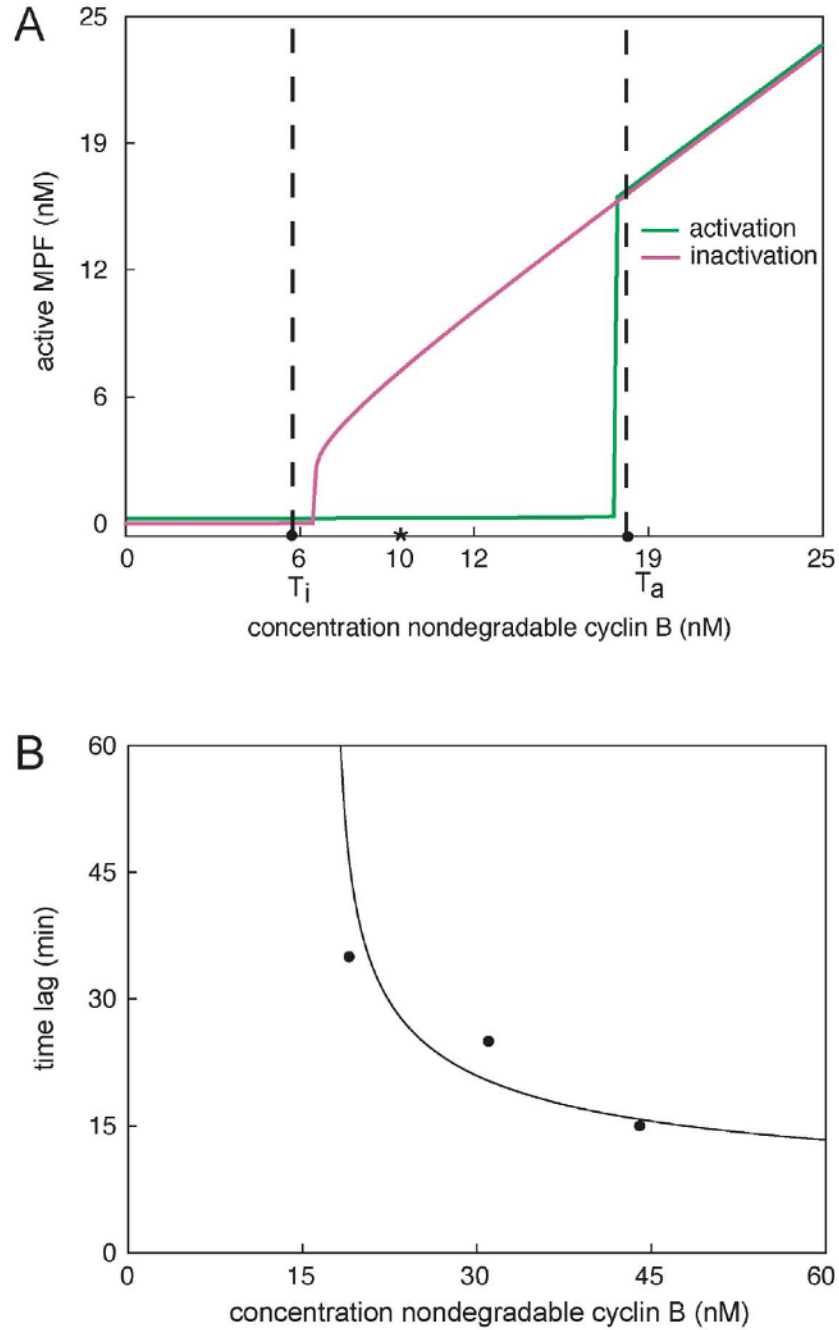 A
25
19
12
6
0
active MPF (nM)
activation
inactivation
0
6
*
10
12
19
25
Ti
Ta
concentration nondegradable cyclin B (nM)
B
60
45
30
15
0
time lag (min)
0
15
30
45
60
concentration nondegradable cyclin B (nM)